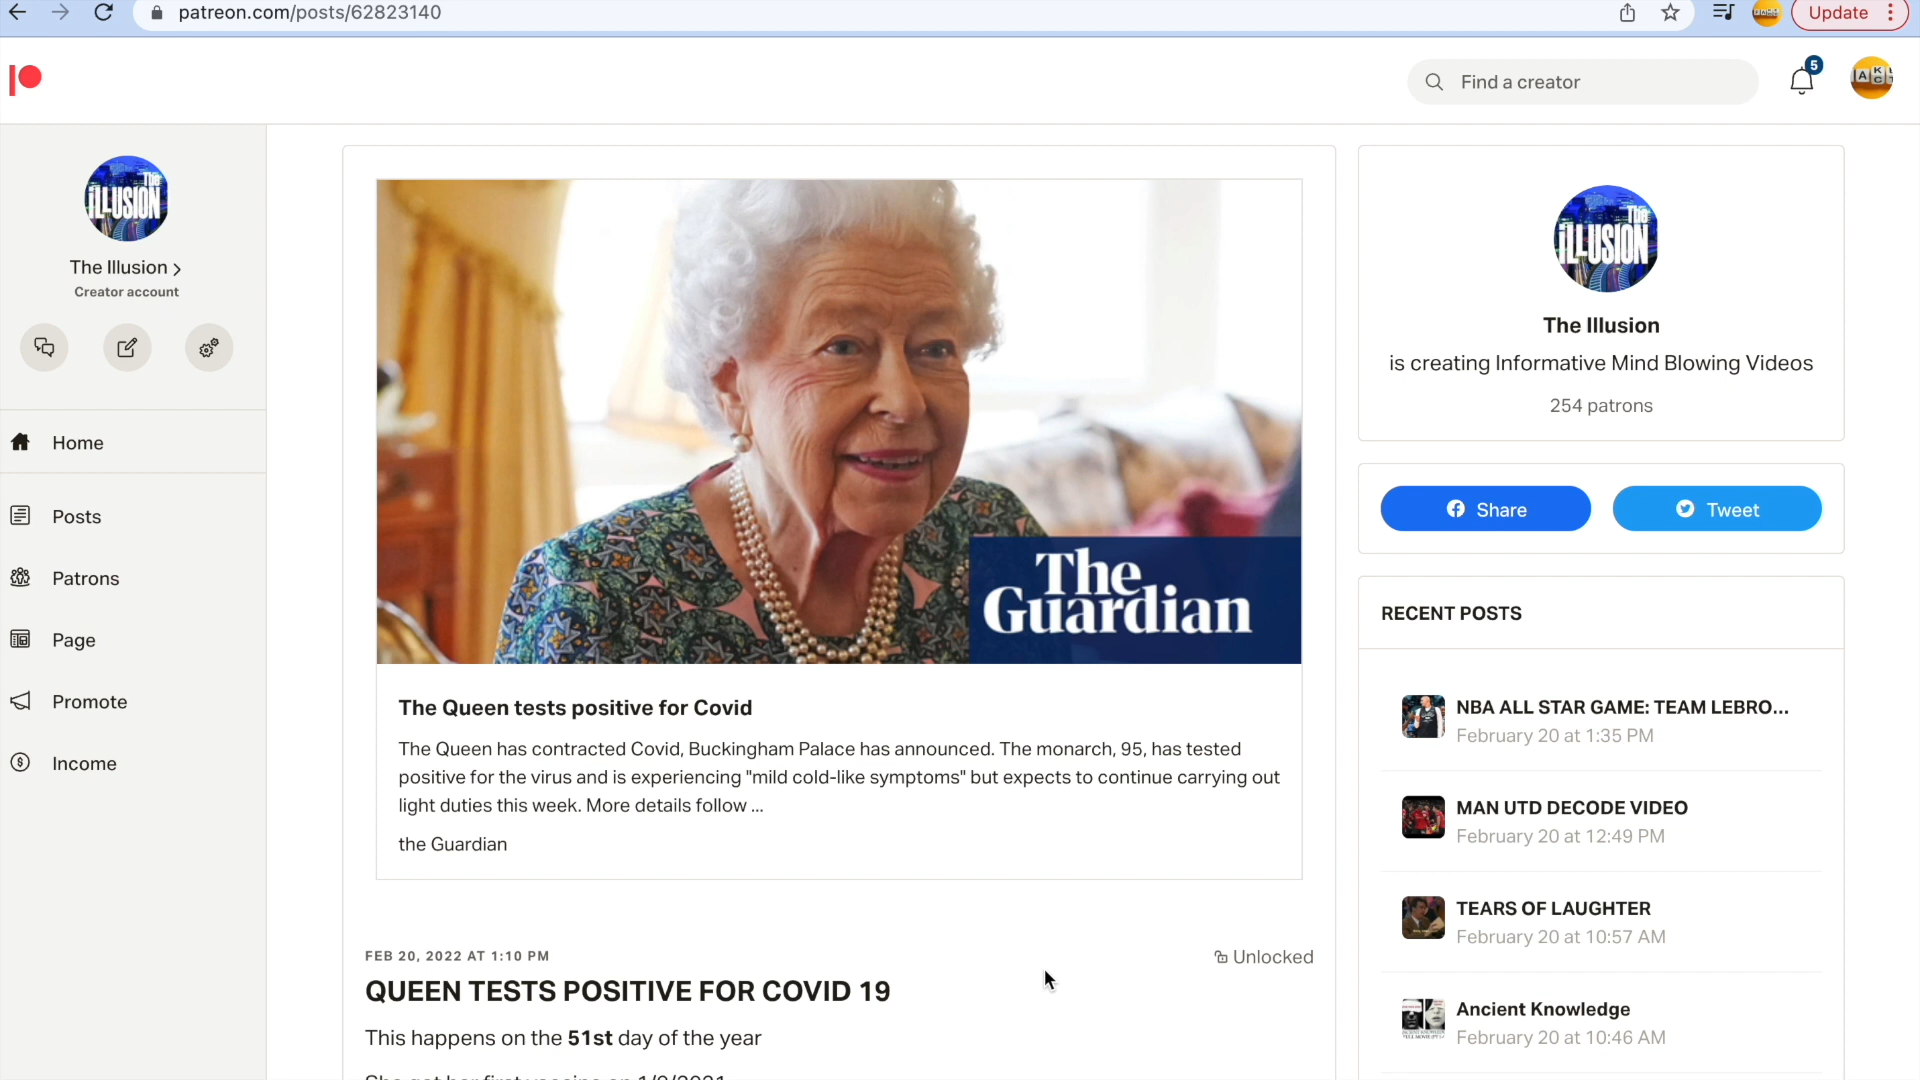 patreon.com/posts/62823140
Update
Find a creator
5
The ILLUSION
The Illusion
Creator account
Home
Posts
Patrons
Page
Promote
Income
The
Guardian
The Queen tests positive for Covid
The Queen has contracted Covid, Buckingham Palace has announced. The monarch, 95, has tested
positive for the virus and is experiencing "mild cold-like symptoms" but expects to continue carrying out
light duties this week. More details follow ...
the Guardian
FEB 20, 2022 AT 1:10 PM
Unlocked
QUEEN TESTS POSITIVE FOR COVID 19
This happens on the 51st day of the year
The ILLUSION
The Illusion
is creating Informative Mind Blowing Videos
254 patrons
Share
Tweet
RECENT POSTS
NBA ALL STAR GAME: TEAM LEBRO...
February 20 at 1:35 PM
MAN UTD DECODE VIDEO
February 20 at 12:49 PM
TEARS OF LAUGHTER
February 20 at 10:57 AM
Ancient Knowledge
February 20 at 10:46 AM